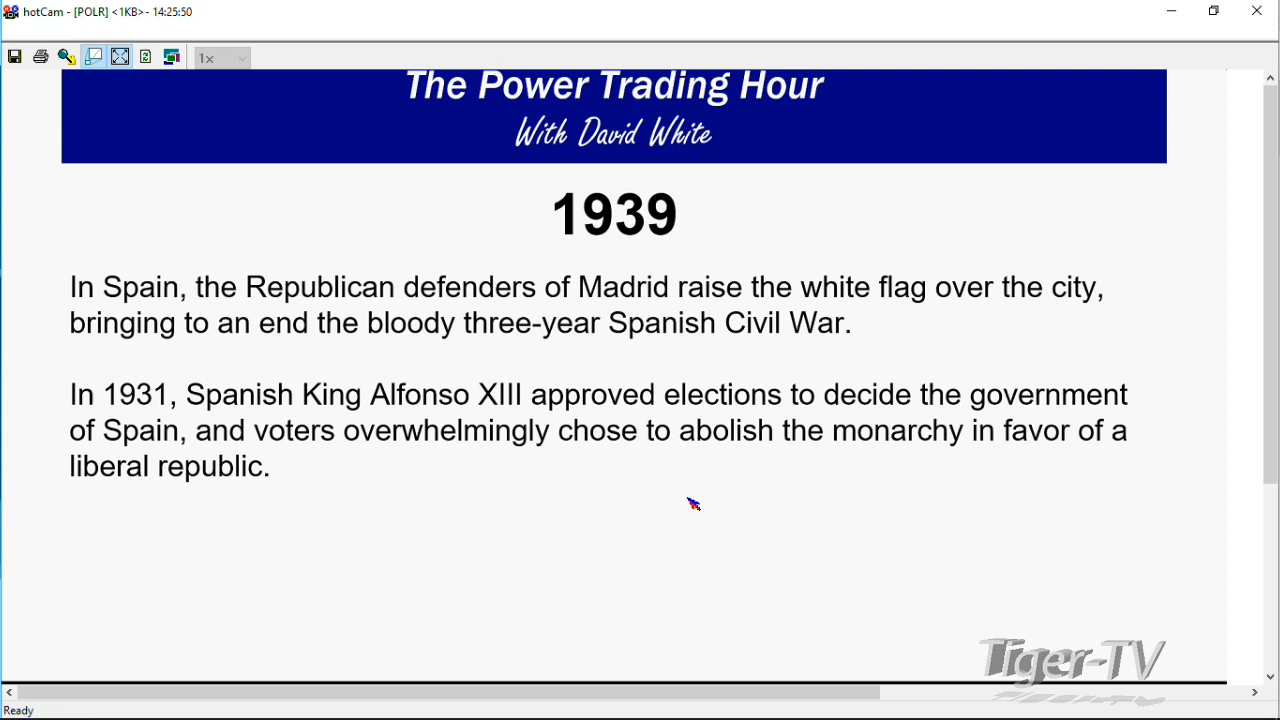 hotCam - [POLR] <1KB> - 14:25:50
1x
The Power Trading Hour
With David White
1939
In Spain, the Republican defenders of Madrid raise the white flag over the city,
bringing to an end the bloody three-year Spanish Civil War.
In 1931, Spanish King Alfonso XIII approved elections to decide the government
of Spain, and voters overwhelmingly chose to abolish the monarchy in favor of a
liberal republic.
Tiger-TV
Ready